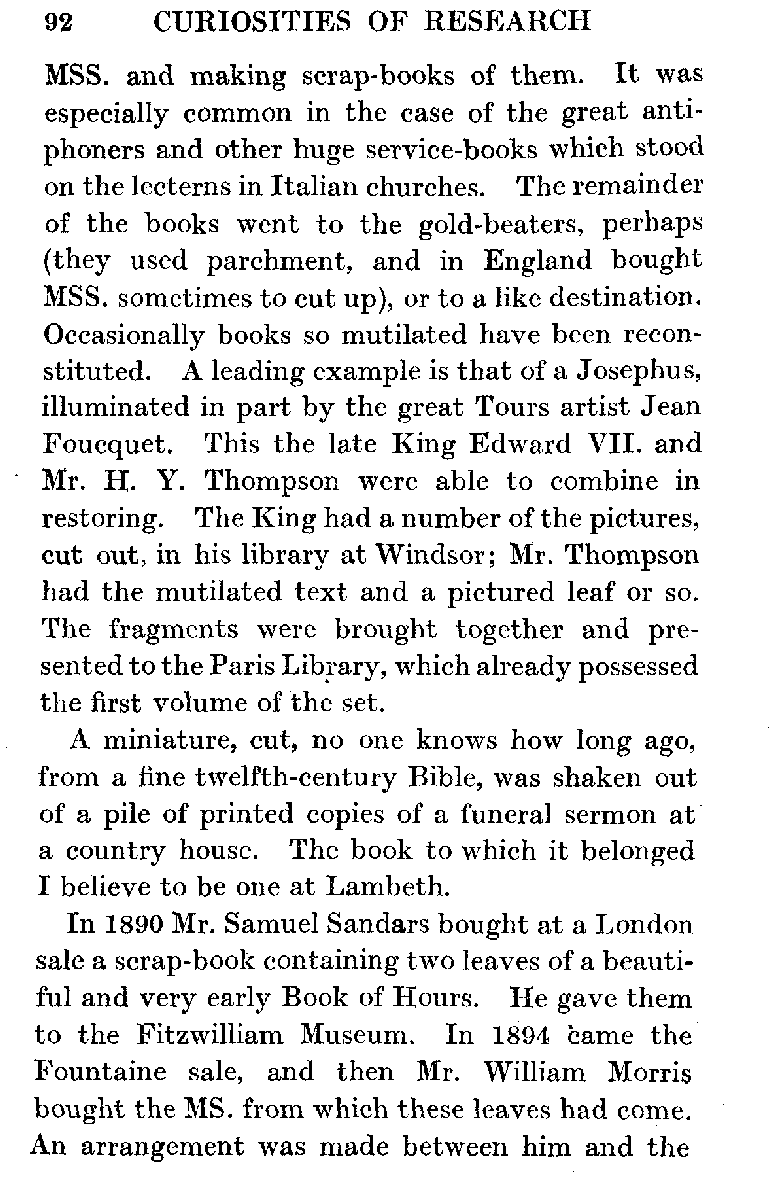 92 CURIOSITIES OF RESEARCH
MSS. and making scrap-books of them. It was
especially common in the case of the great anti-
phoners and other huge service-books which stood
on the lecterns in Italian churches. The remainder
of the books went to the gold-beaters, perhaps
(they used parchment, and in England bought
MSS. sometimes to cut up), or to a like destination.
Occasionally books so mutilated have been recon-
stituted. A leading example is that of a Josephus,
illuminated in part by the great Tours artist Jean
Foucquet. This the late King Edward VII. and
Mr. H. Y. Thompson were able to combine in
restoring. The King had a number of the pictures,
cut out, in his library at Windsor; Mr. Thompson
had the mutilated text and a pictured leaf or so.
The fragments were brought together and pre-
sented to the Paris Library, which already possessed
the first volume of the set.
A miniature, cut, no one knows how long ago,
from a fine twelfth-century Bible, was shaken out
of a pile of printed copies of a funeral sermon at
a country house. The book to which it belonged
I believe to be one at Lambeth.
In 1890 Mr. Samuel Sandars bought at a London
sale a scrap-book containing two leaves of a beauti-
ful and very early Book of Hours. He gave them
to the Fitzwilliam Museum. In 1894 came the
Fountaine sale, and then Mr. William Morris
bought the MS. from which these leaves had come.
An arrangement was made between him and the